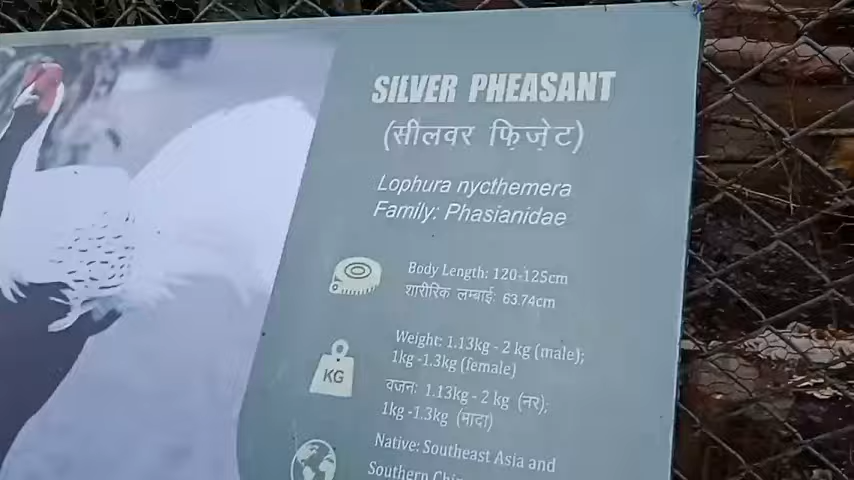 SILVER PHEASANT
(सीलवर फ़िज़ेट)
Lophura nycthemera
Family: Phasianidae
Body Length: 120-125cm
शारीरिक लम्बाई: 63.74cm
Weight: 1.13kg - 2 kg (male);
1kg -1.3kg (female)
KG
वजन: 1.13kg - 2 kg (नर);
1kg -1.3kg (मादा)
Native: Southeast Asia and
Southern